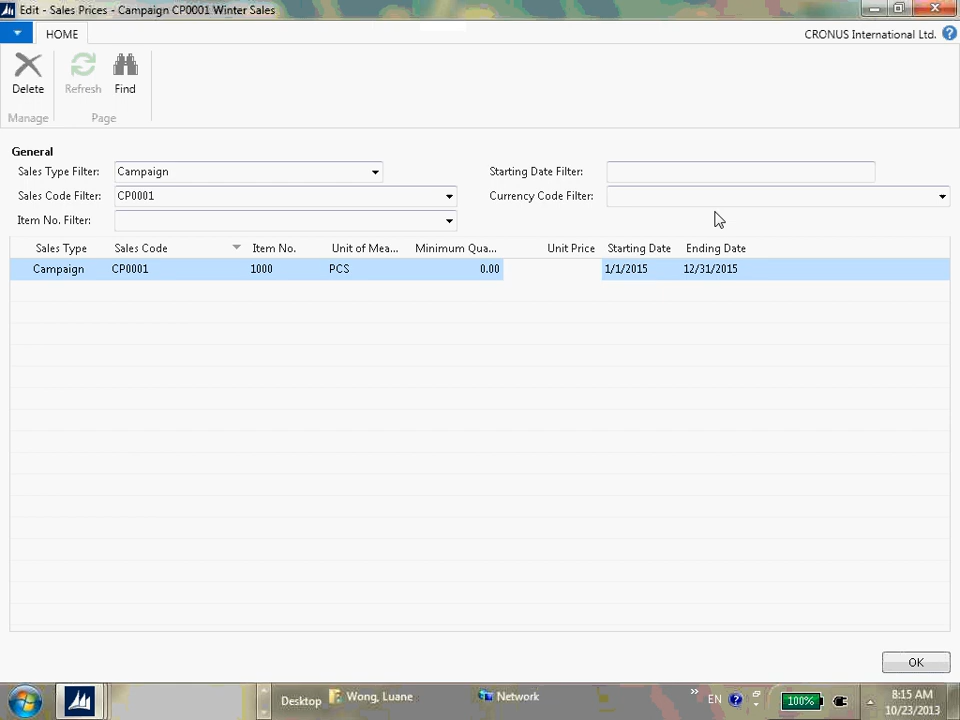 Edit - Sales Prices - Campaign CP0001 Winter Sales
HOME
CRONUS International Ltd.
Delete
Refresh
Find
Manage
Page
General
Sales Type Filter: Campaign
Starting Date Filter:
Sales Code Filter: CP0001
Currency Code Filter:
Item No. Filter:
Sales Type Sales Code Item No. Unit of Mea... Minimum Qua... Unit Price Starting Date Ending Date
Campaign CP0001 1000 PCS 0.00 1/1/2015 12/31/2015
OK
Desktop
Wong, Luane
Network
EN
100%
8:15 AM
10/23/2013